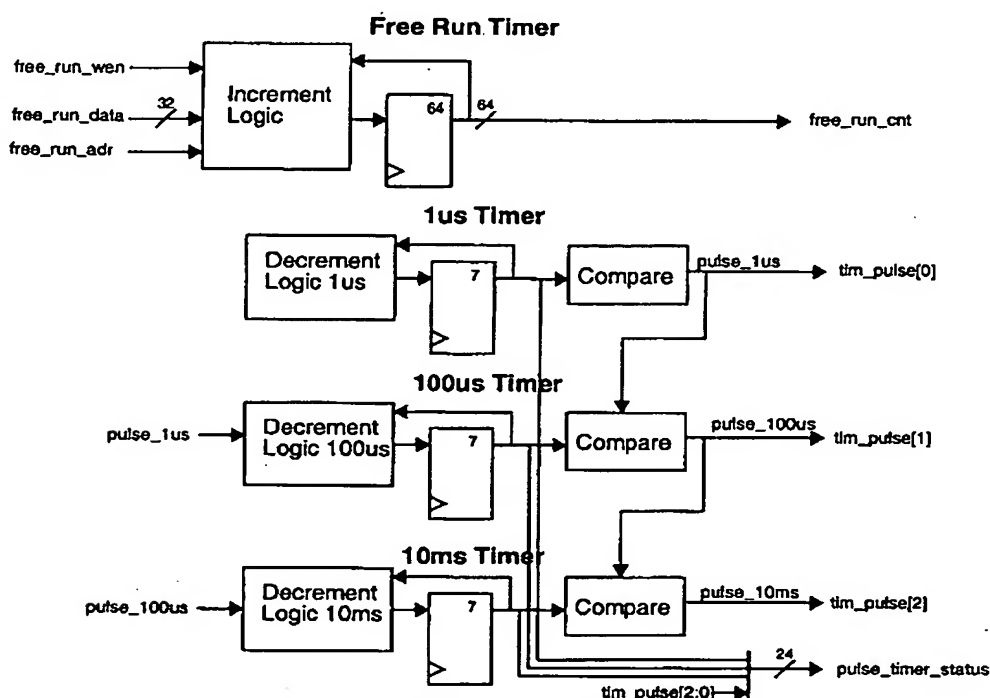 Free Run Timer
free_run_wen
free_run_data
32
free_run_adr
Increment
Logic
64
64
free_run_cnt
1us Timer
Decrement
Logic 1us
7
Compare
pulse_1us
tim_pulse[0]
100us Timer
pulse_1us
Decrement
Logic 100us
7
Compare
pulse_100us
tim_pulse[1]
10ms Timer
pulse_100us
Decrement
Logic 10ms
7
Compare
pulse_10ms
tim_pulse[2]
24
pulse_timer_status
tim_pulse[2:0]